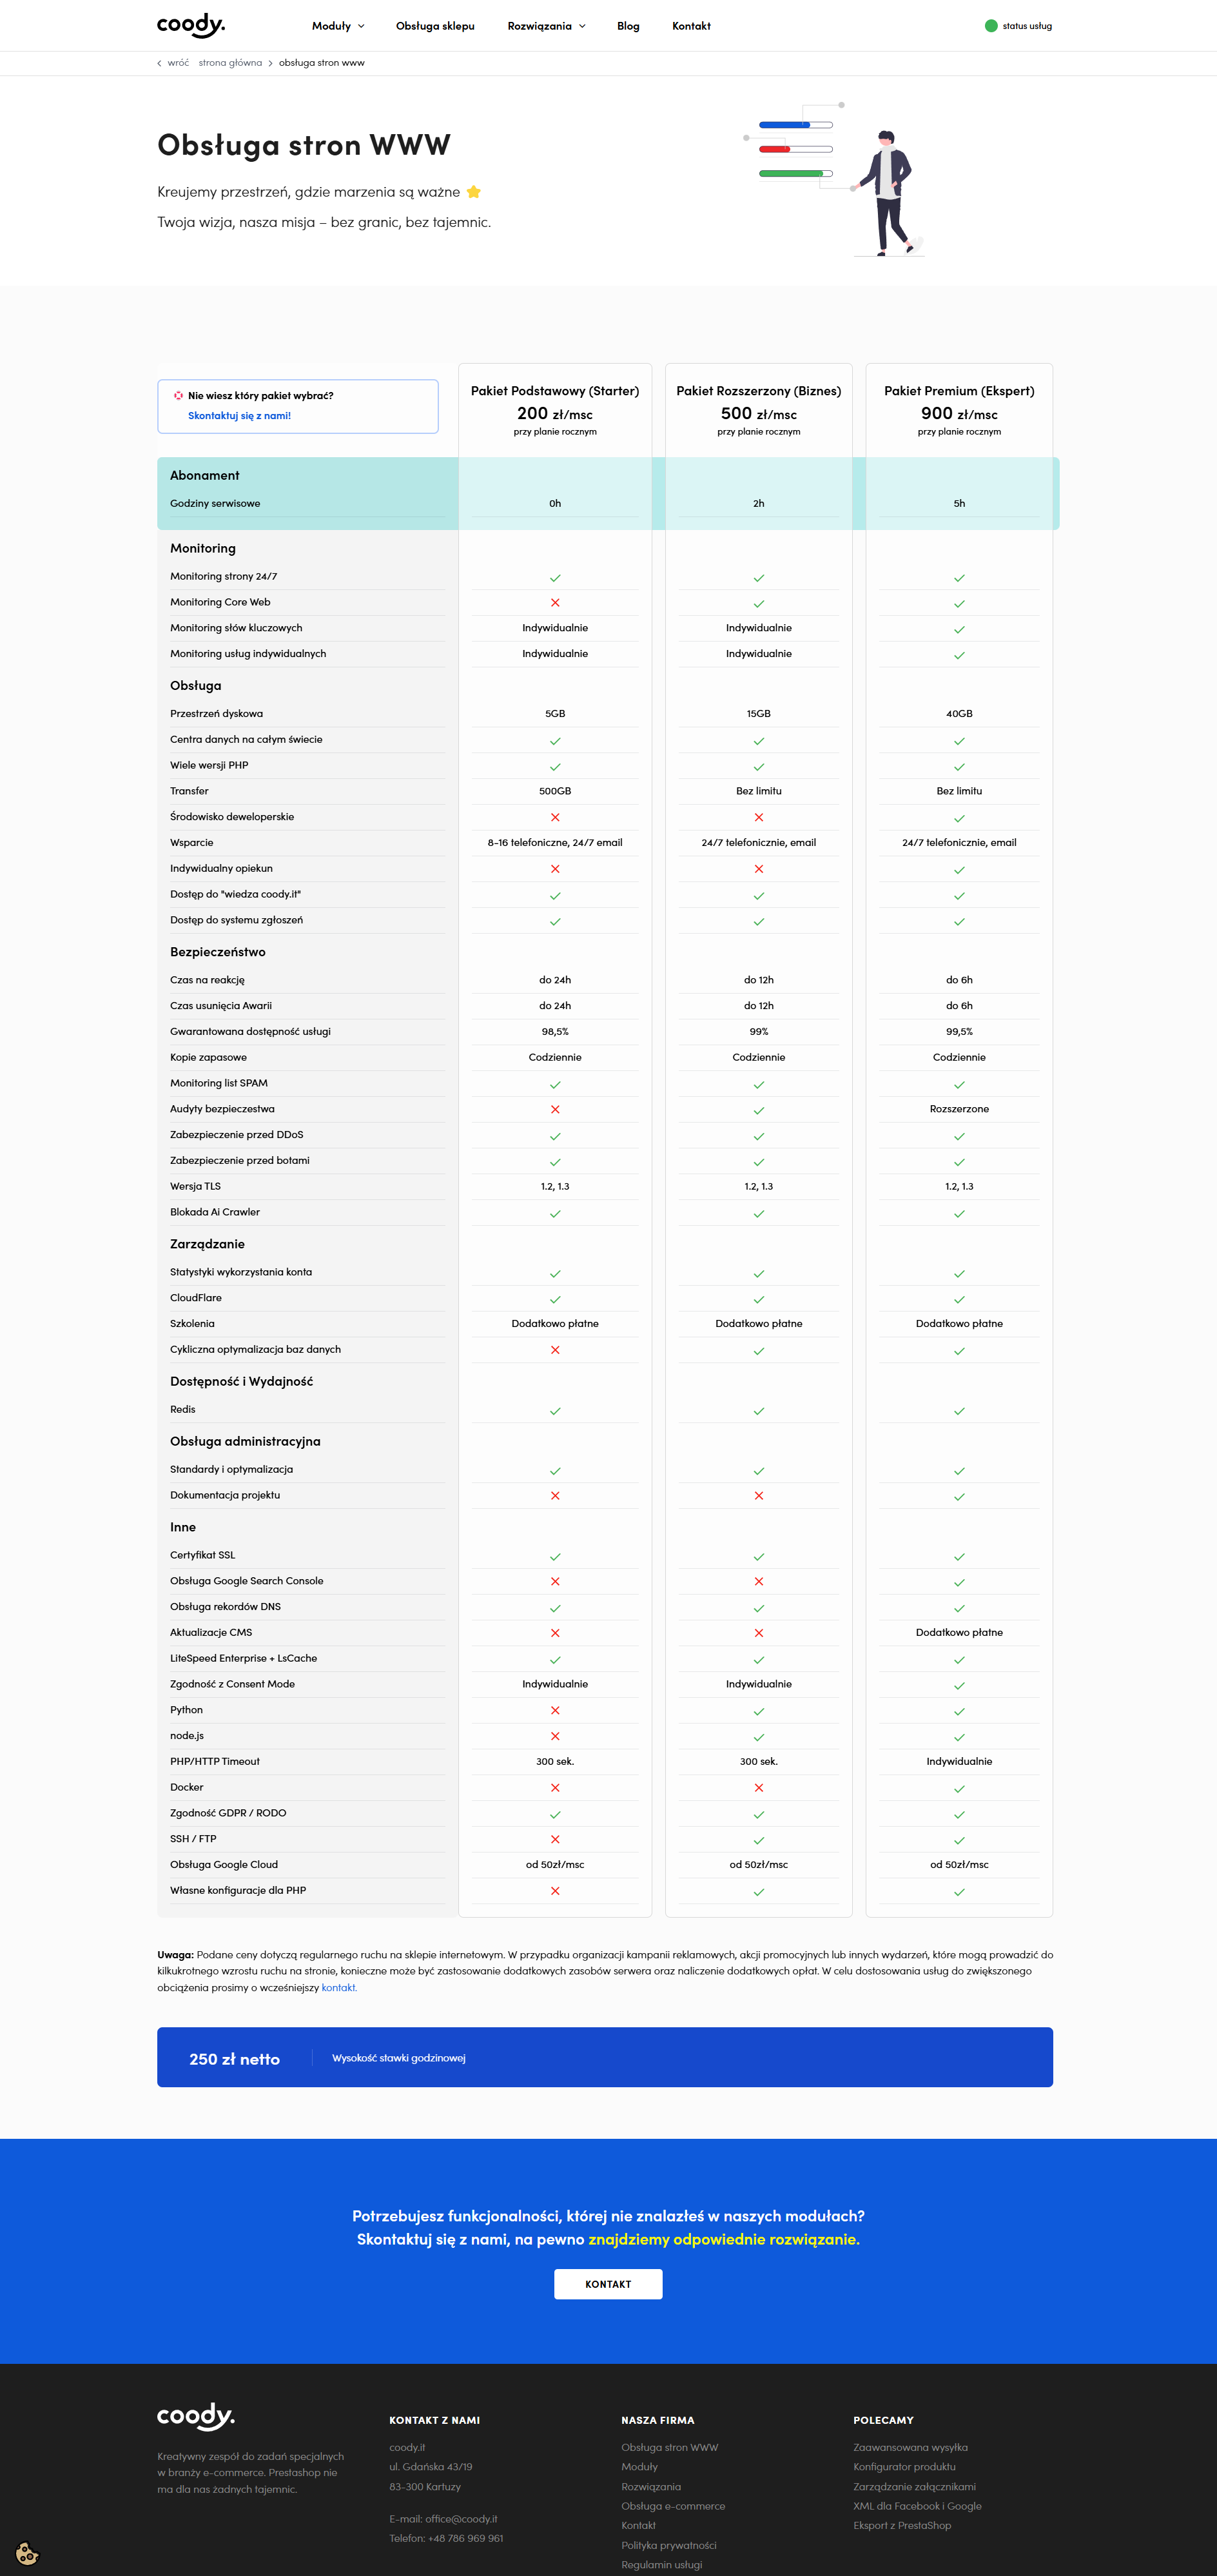 coody.
Moduły
Obsługa sklepu
Rozwiązania
Blog
Kontakt
status usług
wróć strona główna obsługa stron www
Obsługa stron WWW
Kreujemy przestrzeń, gdzie marzenia są ważne
Twoja wizja, nasza misja – bez granic, bez tajemnic.
Nie wiesz który pakiet wybrać?
Skontaktuj się z nami!
Pakiet Podstawowy (Starter)
200 zł/msc
przy planie rocznym
Pakiet Rozszerzony (Biznes)
500 zł/msc
przy planie rocznym
Pakiet Premium (Ekspert)
900 zł/msc
przy planie rocznym
Abonament
Godziny serwisowe 0h 2h 5h
Monitoring
Monitoring strony 24/7
Monitoring Core Web
Monitoring słów kluczowych Indywidualnie Indywidualnie
Monitoring usług indywidualnych Indywidualnie Indywidualnie
Obsługa
Przestrzeń dyskowa 5GB 15GB 40GB
Centra danych na całym świecie
Wiele wersji PHP
Transfer 500GB Bez limitu Bez limitu
Środowisko deweloperskie
Wsparcie 8-16 telefoniczne, 24/7 email 24/7 telefonicznie, email 24/7 telefonicznie, email
Indywidualny opiekun
Dostęp do "wiedza coody.it"
Dostęp do systemu zgłoszeń
Bezpieczeństwo
Czas na reakcję do 24h do 12h do 6h
Czas usunięcia Awarii do 24h do 12h do 6h
Gwarantowana dostępność usługi 98,5% 99% 99,5%
Kopie zapasowe Codziennie Codziennie Codziennie
Monitoring list SPAM
Audyty bezpieczestwa Rozszerzone
Zabezpieczenie przed DDoS
Zabezpieczenie przed botami
Wersja TLS 1.2, 1.3 1.2, 1.3 1.2, 1.3
Blokada Ai Crawler
Zarządzanie
Statystyki wykorzystania konta
CloudFlare
Szkolenia Dodatkowo płatne Dodatkowo płatne Dodatkowo płatne
Cykliczna optymalizacja baz danych
Dostępność i Wydajność
Redis
Obsługa administracyjna
Standardy i optymalizacja
Dokumentacja projektu
Inne
Certyfikat SSL
Obsługa Google Search Console
Obsługa rekordów DNS
Aktualizacje CMS Dodatkowo płatne
LiteSpeed Enterprise + LsCache
Zgodność z Consent Mode Indywidualnie Indywidualnie
Python
node.js
PHP/HTTP Timeout 300 sek. 300 sek. Indywidualnie
Docker
Zgodność GDPR / RODO
SSH / FTP
Obsługa Google Cloud od 50zł/msc od 50zł/msc od 50zł/msc
Własne konfiguracje dla PHP
Uwaga: Podane ceny dotyczą regularnego ruchu na sklepie internetowym. W przypadku organizacji kampanii reklamowych, akcji promocyjnych lub innych wydarzeń, które mogą prowadzić do
kilkukrotnego wzrostu ruchu na stronie, konieczne może być zastosowanie dodatkowych zasobów serwera oraz naliczenie dodatkowych opłat. W celu dostosowania usług do zwiększonego
obciążenia prosimy o wcześniejszy kontakt.
250 zł netto Wysokość stawki godzinowej
Potrzebujesz funkcjonalności, której nie znalazłeś w naszych modułach?
Skontaktuj się z nami, na pewno znajdziemy odpowiednie rozwiązanie.
KONTAKT
coody.
Kreatywny zespół do zadań specjalnych
w branży e-commerce. Prestashop nie
ma dla nas żadnych tajemnic.
KONTAKT Z NAMI
coody.it
ul. Gdańska 43/19
83-300 Kartuzy
E-mail: office@coody.it
Telefon: +48 786 969 961
NASZA FIRMA
Obsługa stron WWW
Moduły
Rozwiązania
Obsługa e-commerce
Kontakt
Polityka prywatności
Regulamin usługi
POLECAMY
Zaawansowana wysyłka
Konfigurator produktu
Zarządzanie załącznikami
XML dla Facebook i Google
Eksport z PrestaShop